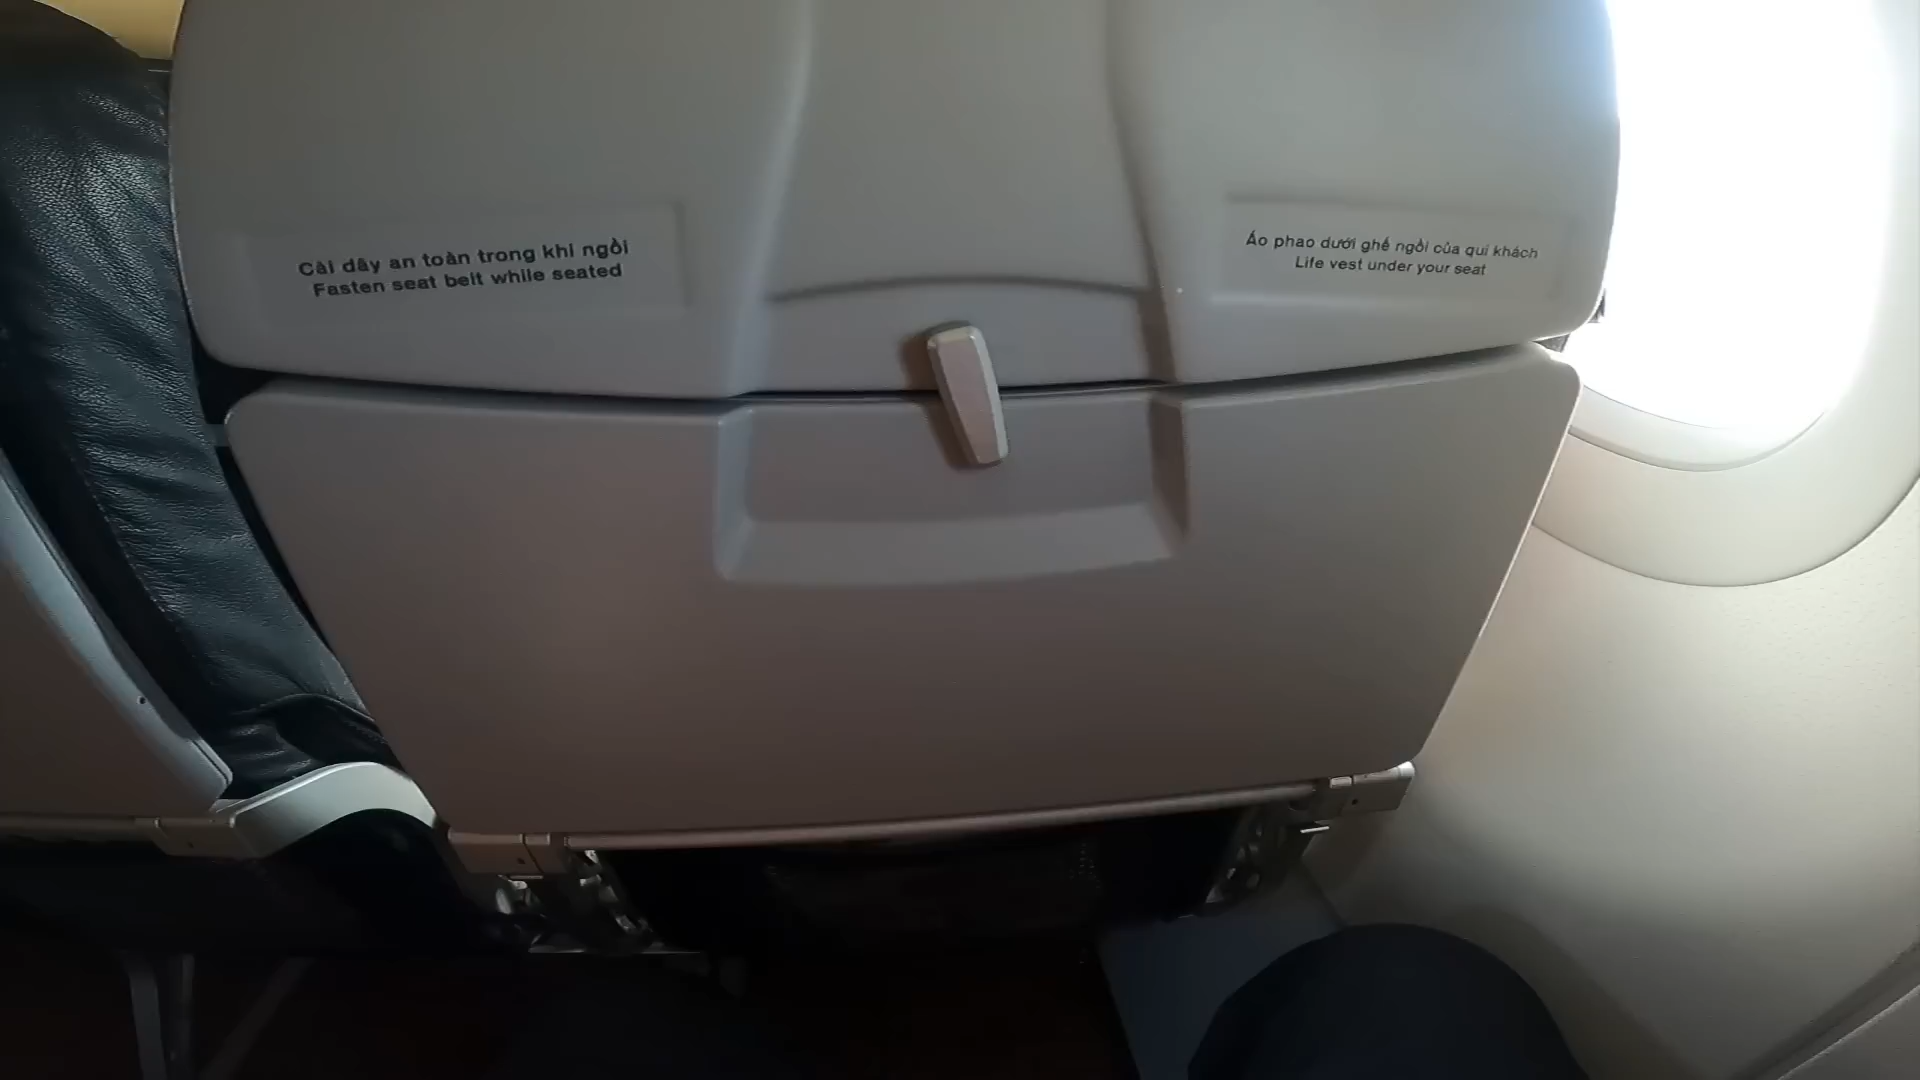 Cài dây an toàn trong khi ngồi
Fasten seat belt while seated
Áo phao dưới ghế ngồi của quí khách
Life vest under your seat